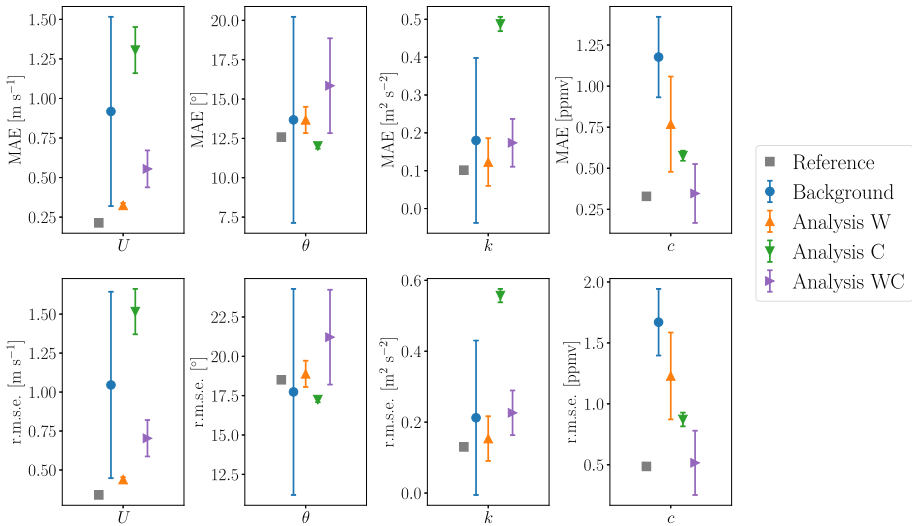 MAE [m s⁻¹]
1.50
1.25
1.00
0.75
0.50
0.25
U
MAE [°]
20.0
17.5
15.0
12.5
10.0
7.5
θ
MAE [m² s⁻²]
0.5
0.4
0.3
0.2
0.1
0.0
k
MAE [ppmv]
1.25
1.00
0.75
0.50
0.25
c
Reference
Background
Analysis W
Analysis C
Analysis WC
r.m.s.e. [m s⁻¹]
1.50
1.25
1.00
0.75
0.50
U
r.m.s.e. [°]
22.5
20.0
17.5
15.0
12.5
θ
r.m.s.e. [m² s⁻²]
0.6
0.4
0.2
0.0
k
r.m.s.e. [ppmv]
2.0
1.5
1.0
0.5
c